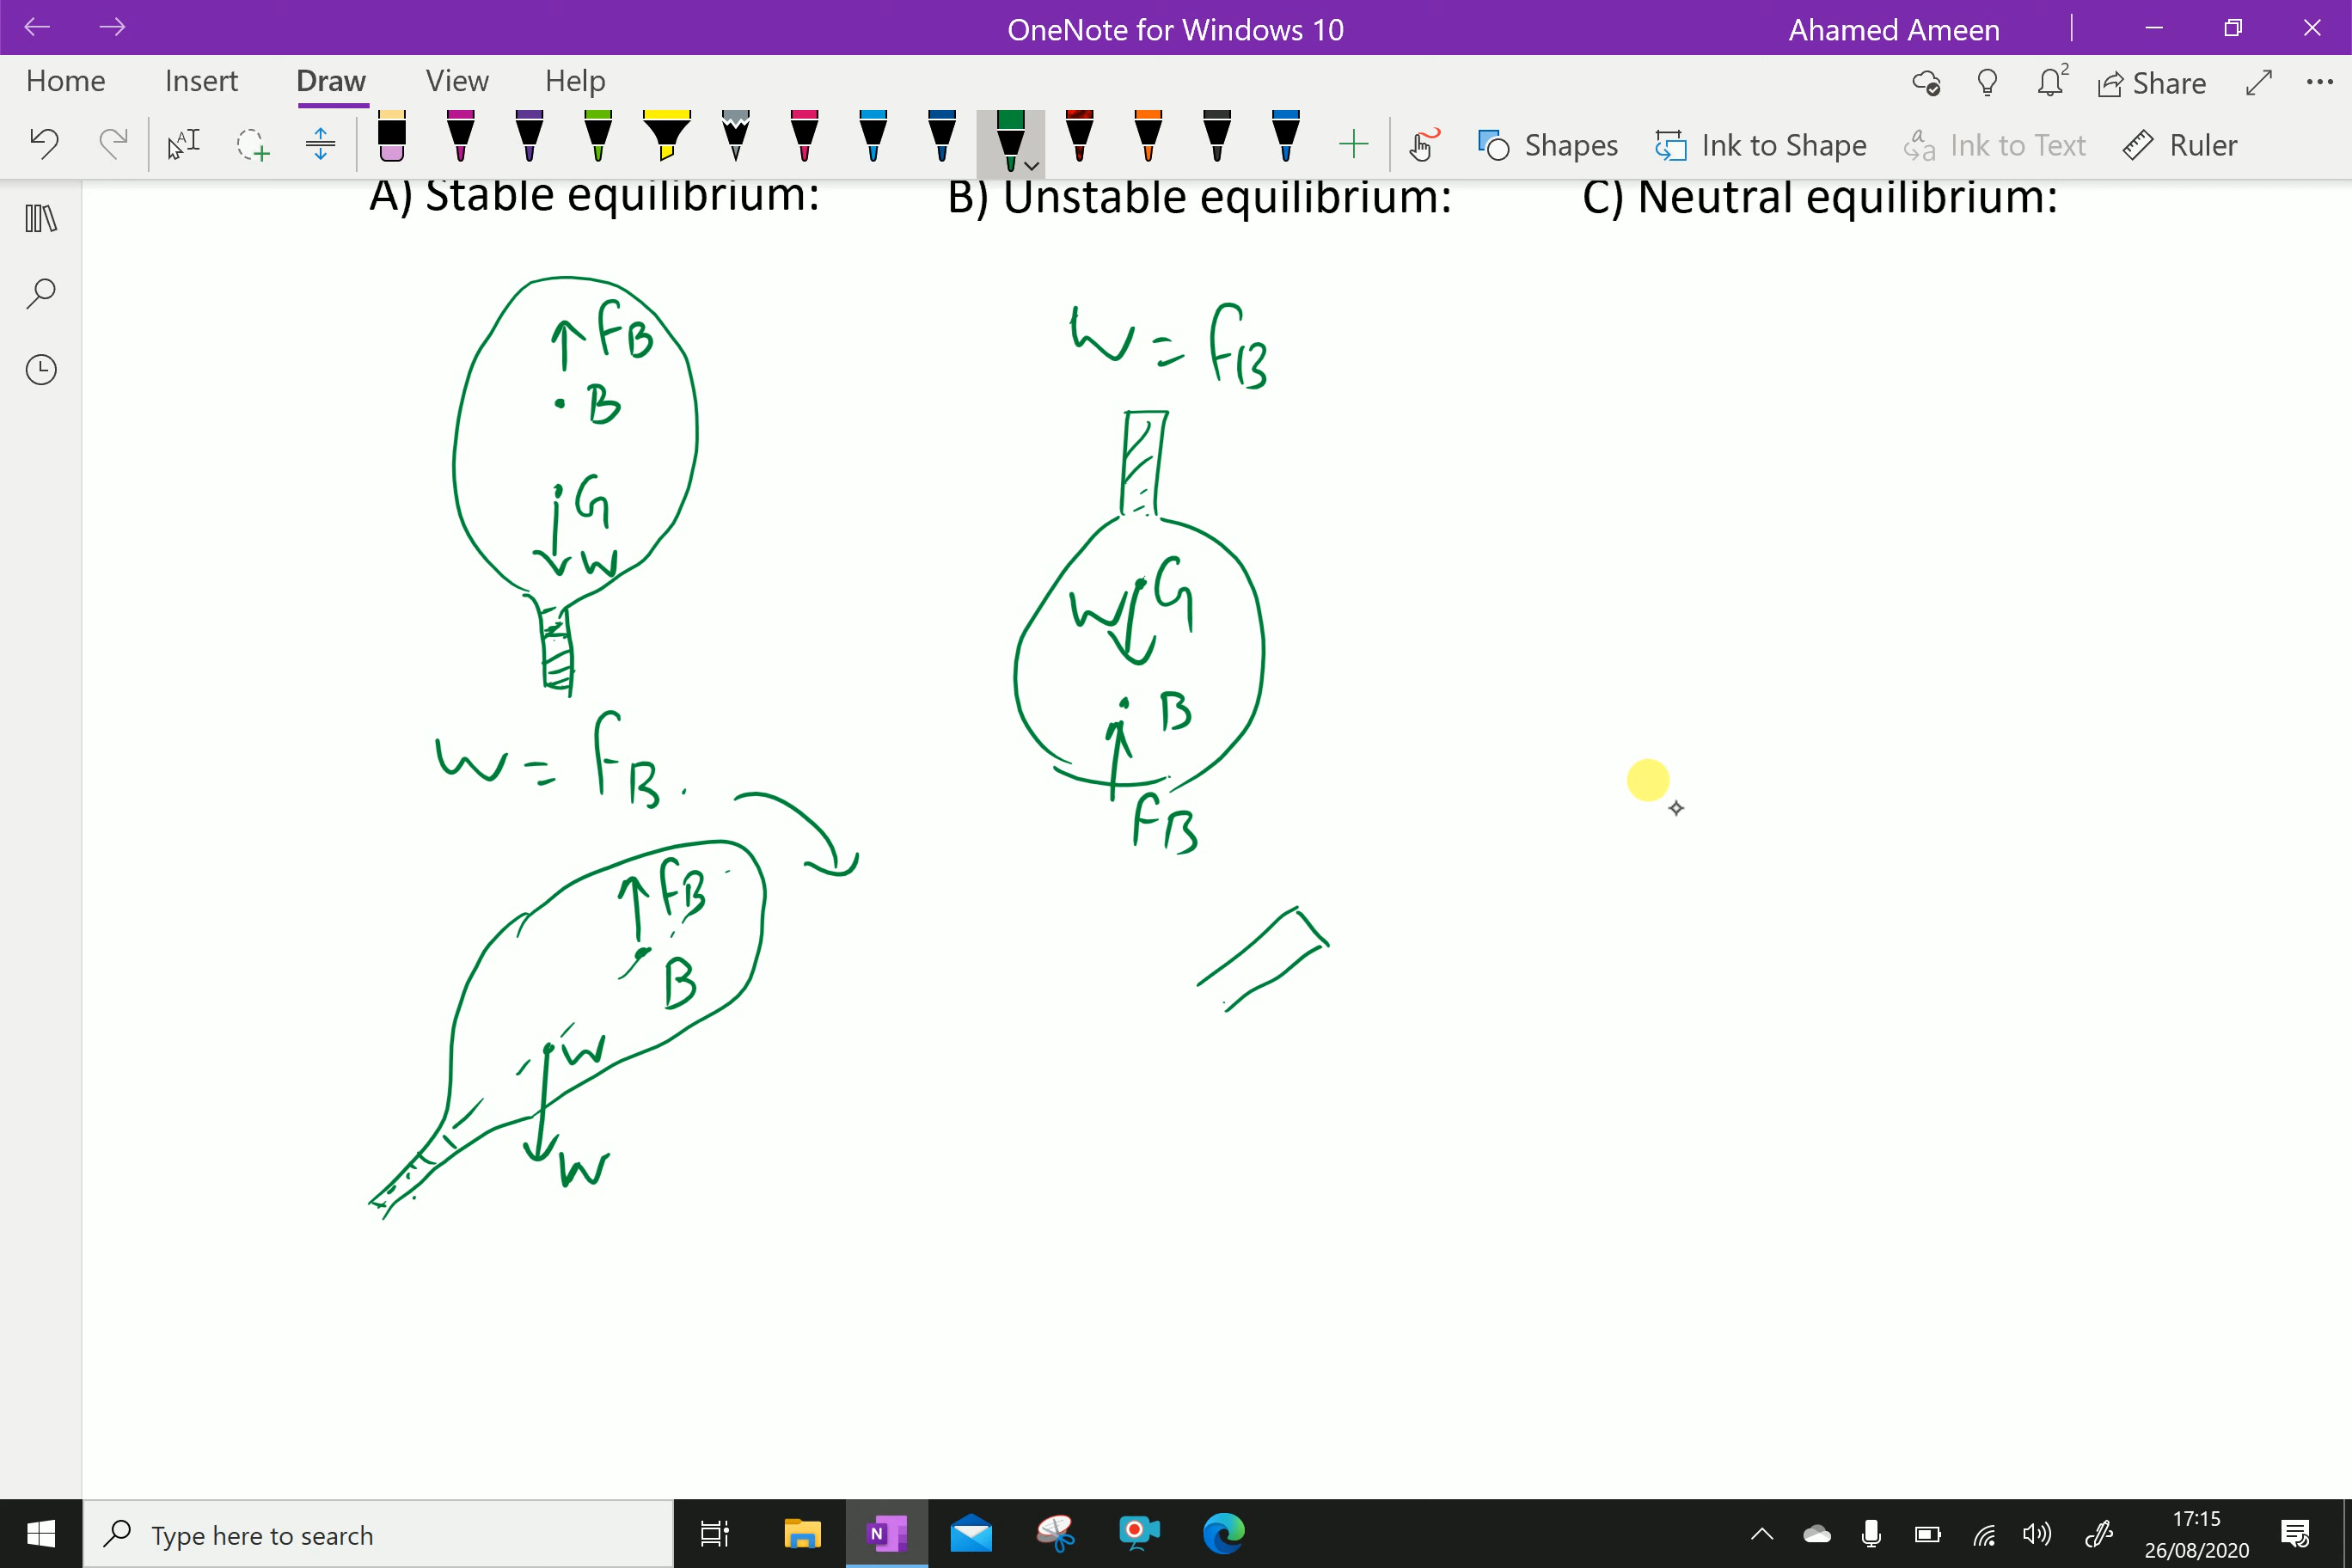 OneNote for Windows 10
Ahamed Ameen
Home Insert Draw View Help
2
Share
Shapes Ink to Shape Ink to Text Ruler
A) Stable equilibrium: B) Unstable equilibrium: C) Neutral equilibrium:
FB
B
G
W
W = FB.
W = FB
G
W
B
FB
FB
B
W
W
Type here to search
17:15
26/08/2020